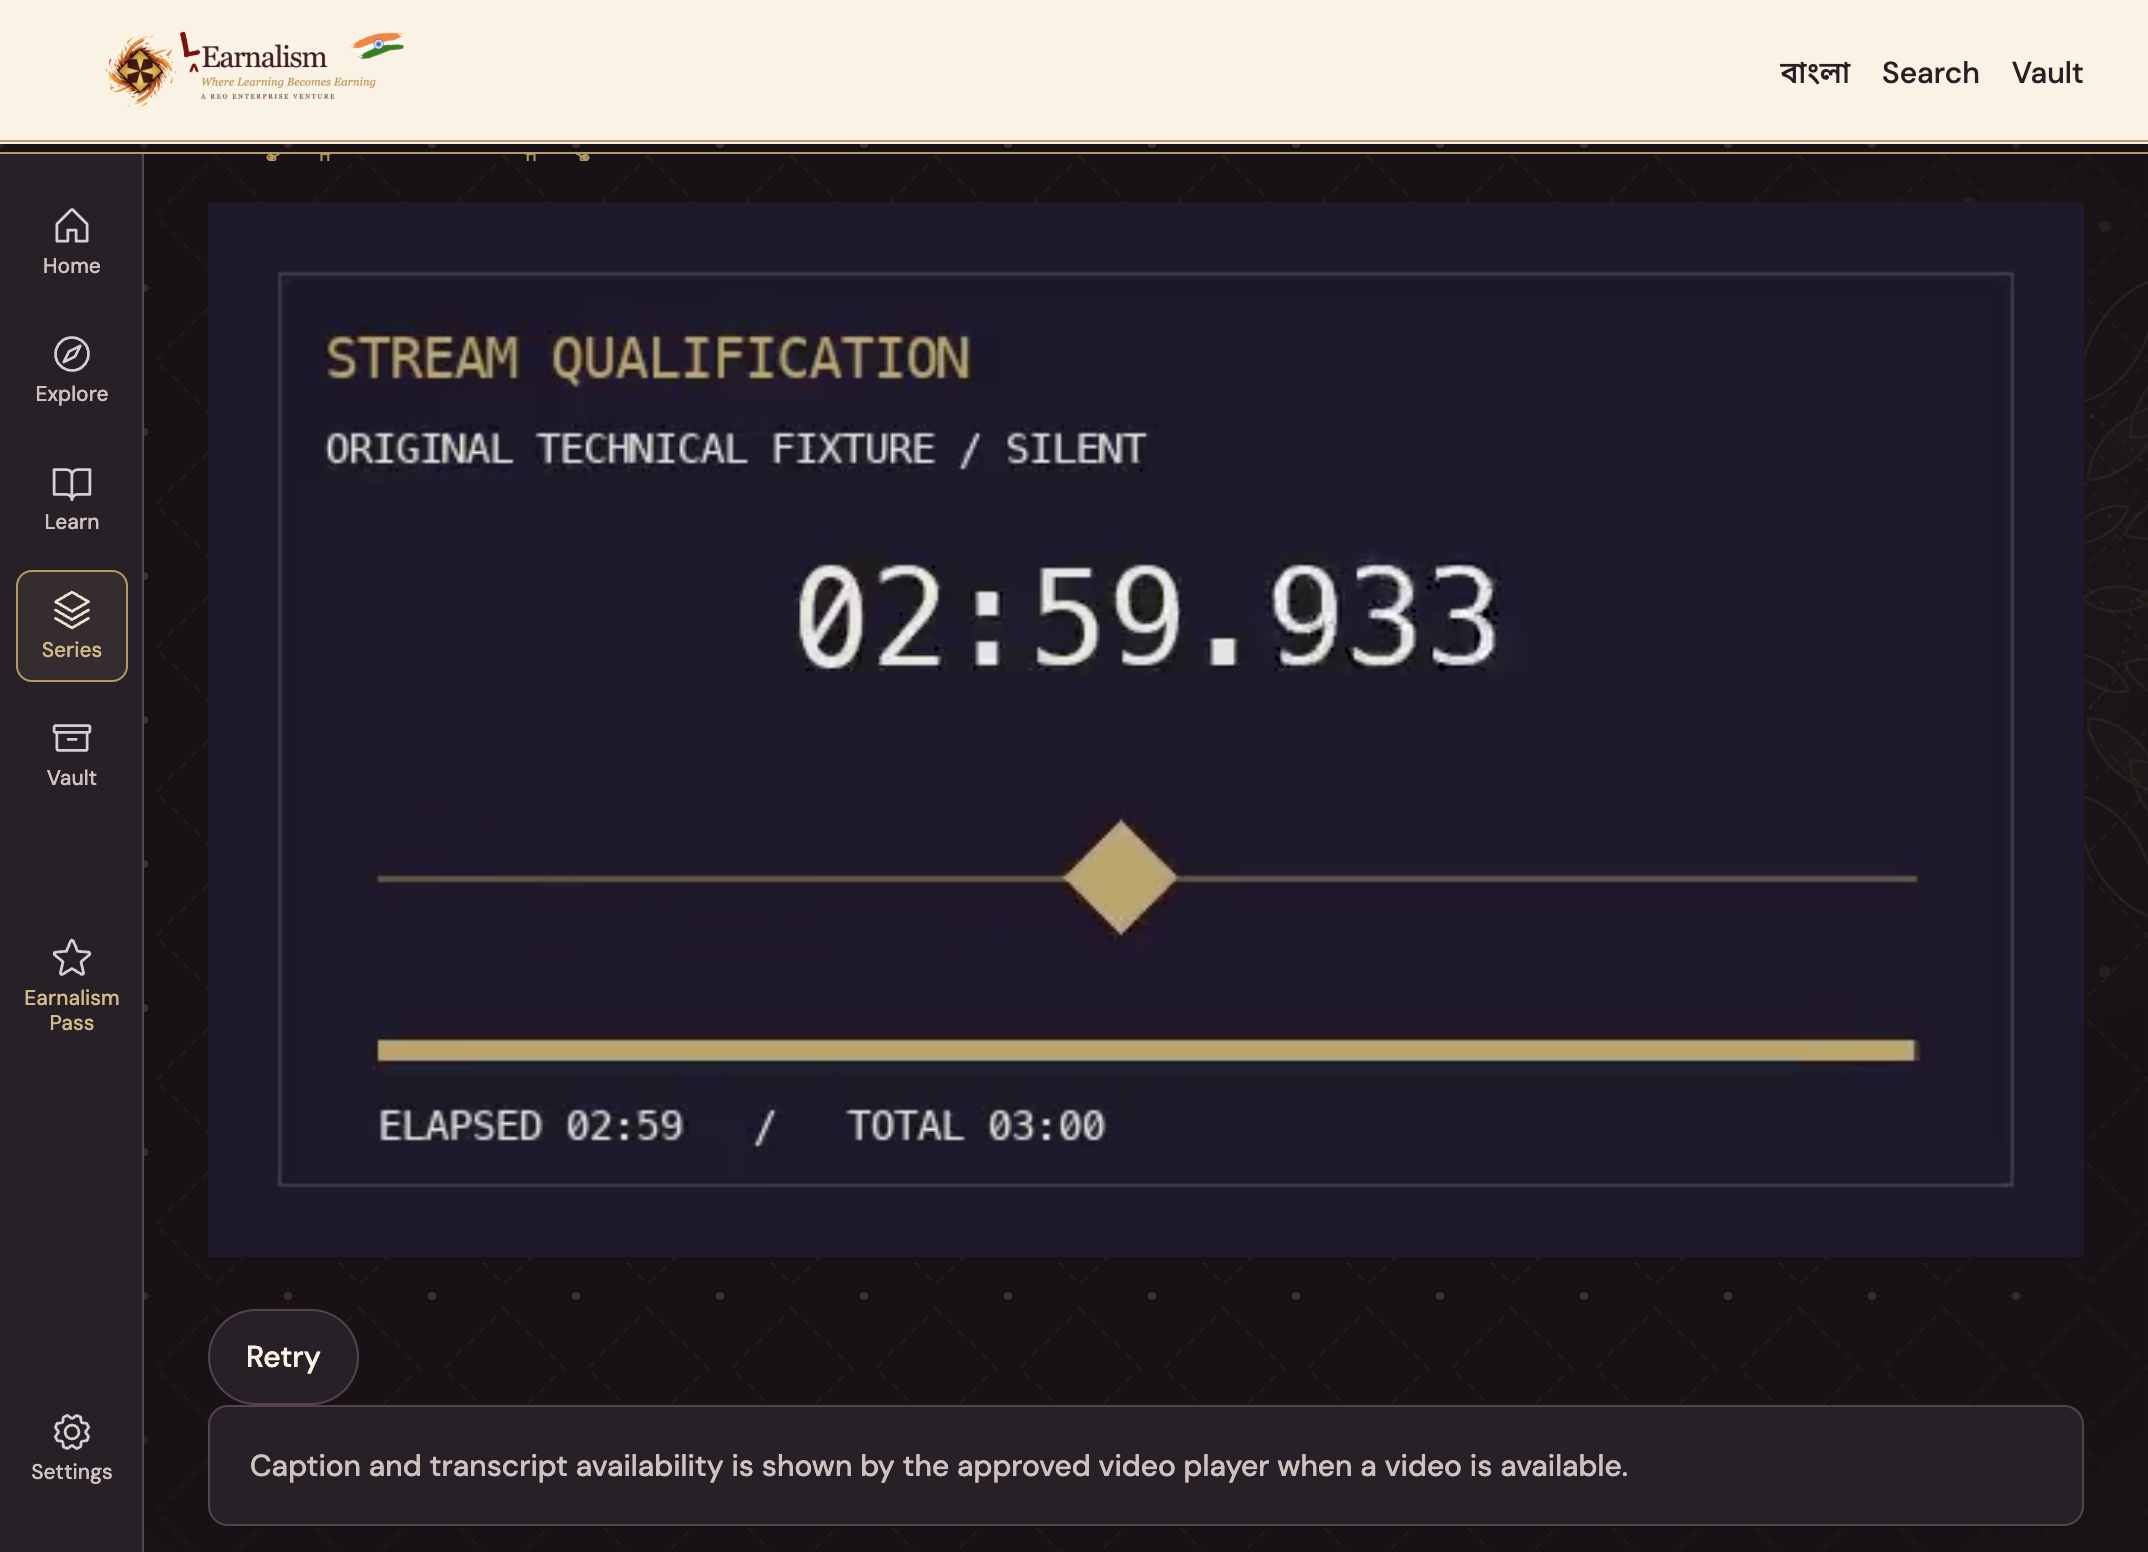 LEarnalism
Where Learning Becomes Earning
A REO ENTERPRISE VENTURE
বাংলা Search Vault
Home
Explore
Learn
Series
Vault
Earnalism
Pass
Settings
STREAM QUALIFICATION
ORIGINAL TECHNICAL FIXTURE / SILENT
02:59.933
ELAPSED 02:59 / TOTAL 03:00
Retry
Caption and transcript availability is shown by the approved video player when a video is available.